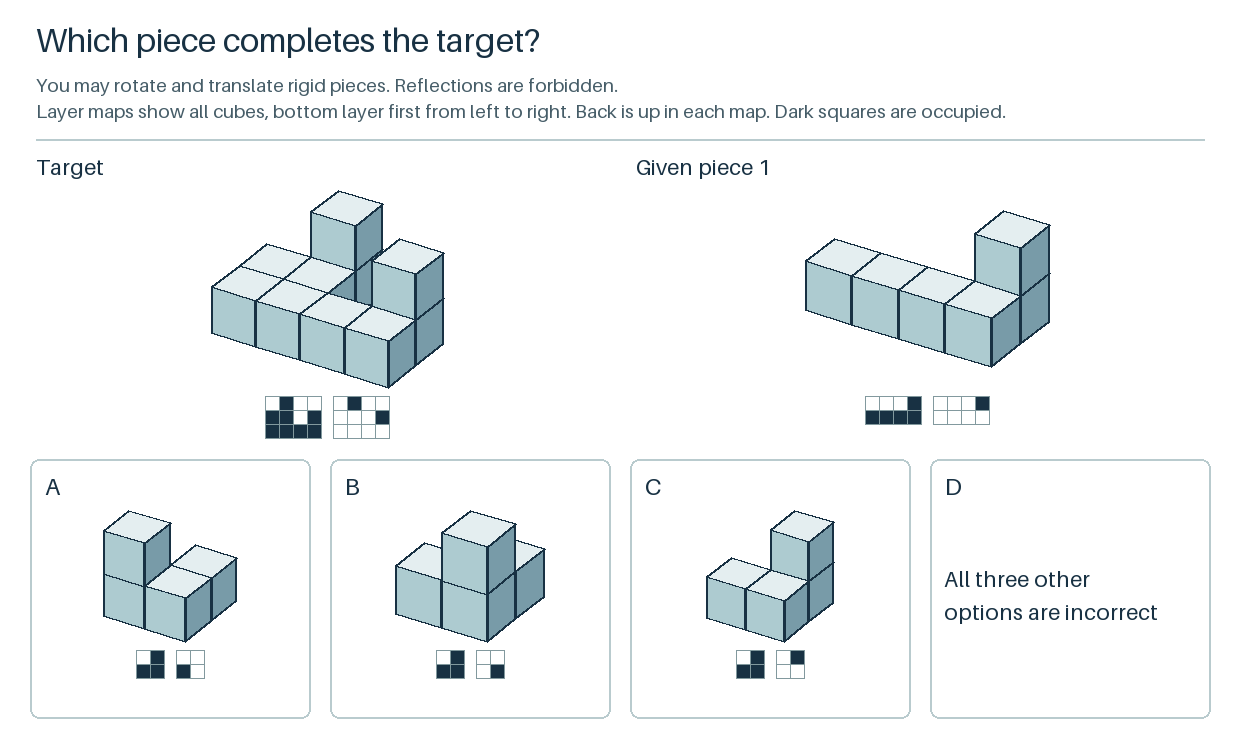 Which piece completes the target?
You may rotate and translate rigid pieces. Reflections are forbidden.
Layer maps show all cubes, bottom layer first from left to right. Back is up in each map. Dark squares are occupied.
Target
Given piece 1
A
B
C
D
All three other
options are incorrect